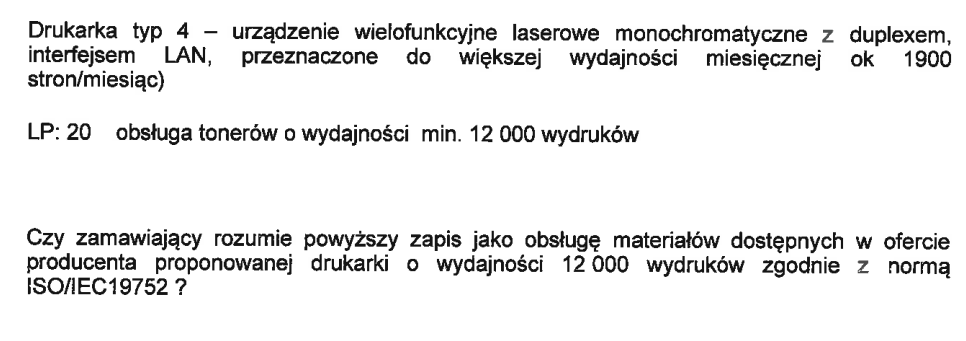 Drukarka typ 4 – urządzenie wielofunkcyjne laserowe monochromatyczne z duplexem,
interfejsem LAN, przeznaczone do większej wydajności miesięcznej ok 1900
stron/miesiąc)
LP: 20 obsługa tonerów o wydajności min. 12 000 wydruków
Czy zamawiający rozumie powyższy zapis jako obsługę materiałów dostępnych w ofercie
producenta proponowanej drukarki o wydajności 12 000 wydruków zgodnie z normą
ISO/IEC19752 ?